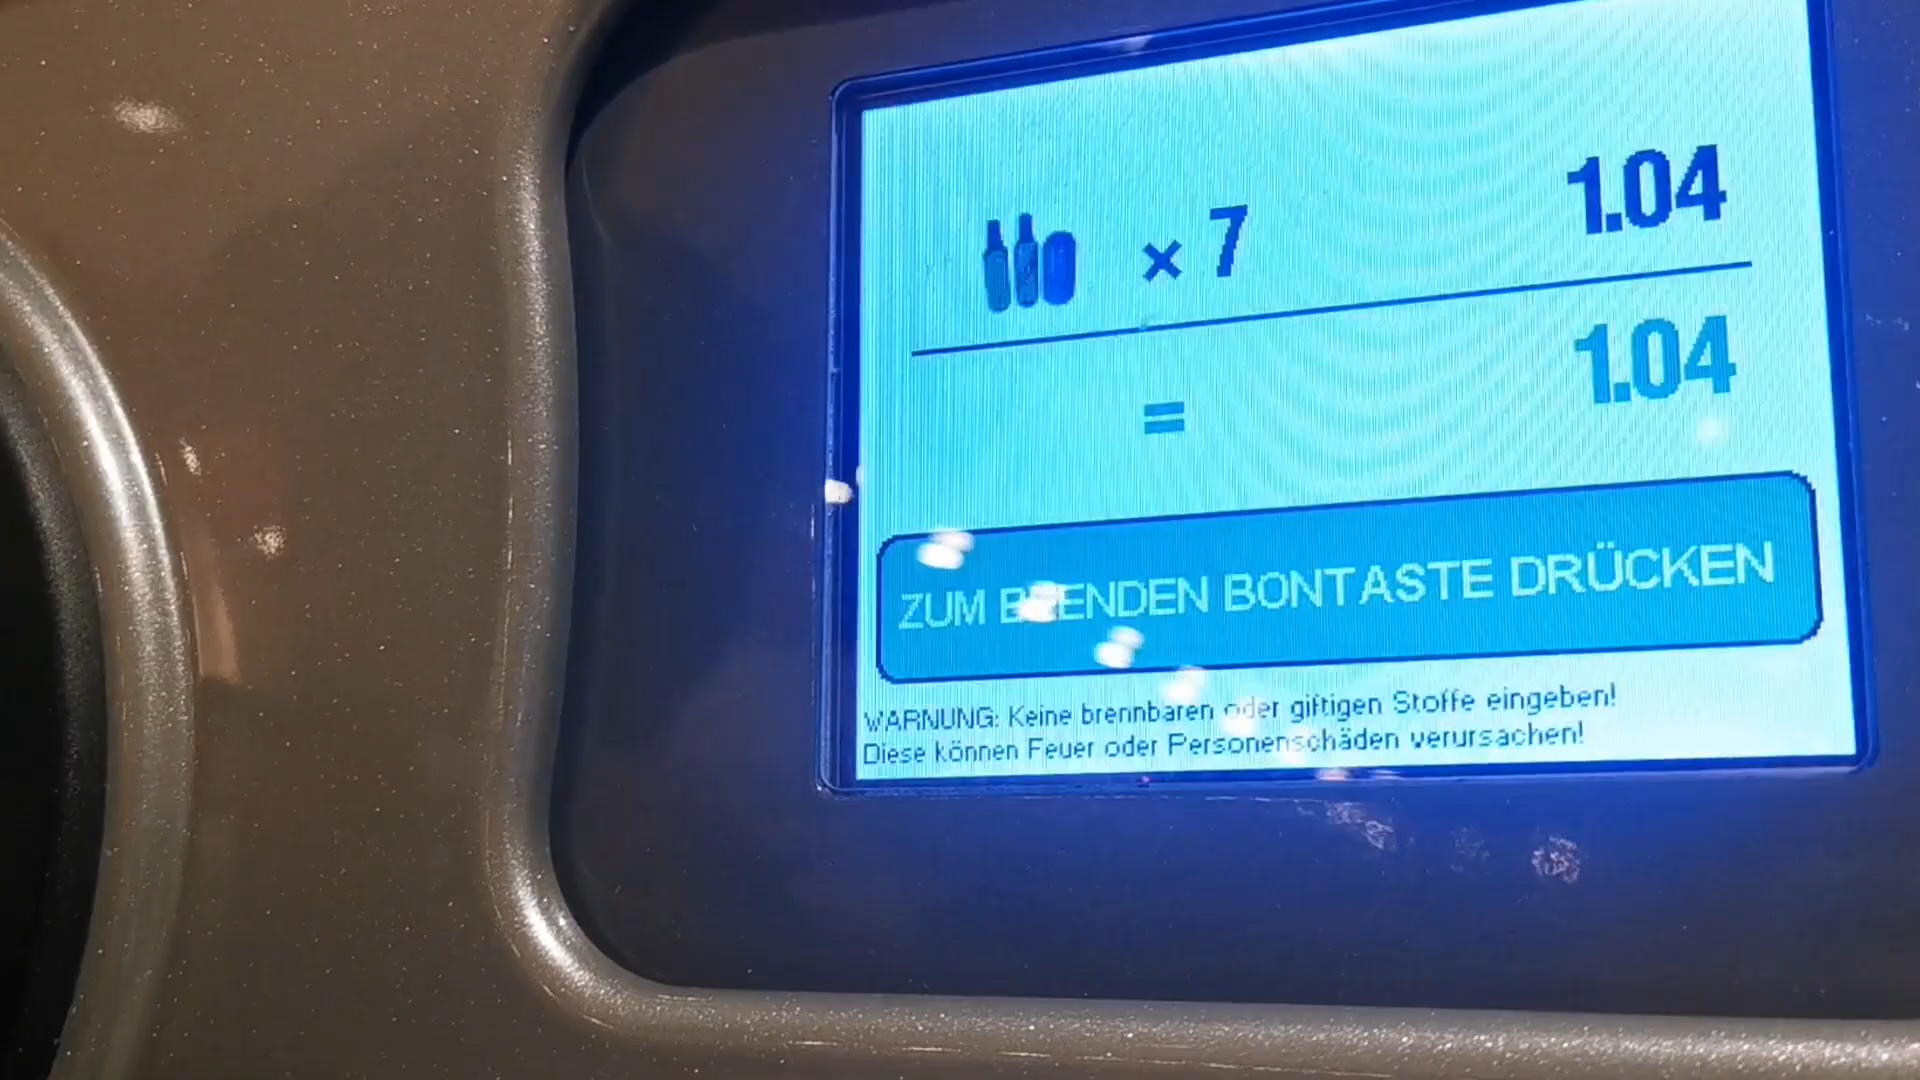 × 7 1.04
= 1.04
ZUM BEENDEN BONTASTE DRÜCKEN
WARNUNG: Keine brennbaren oder giftigen Stoffe eingeben!
Diese können Feuer oder Personenschäden verursachen!